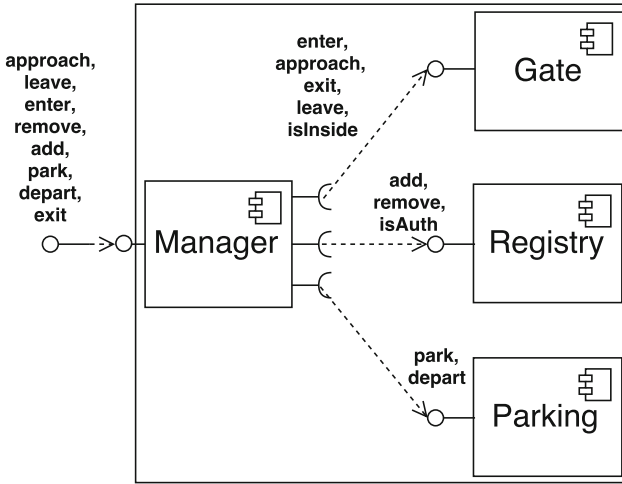 approach,
leave,
enter,
remove,
add,
park,
depart,
exit
Manager
enter,
approach,
exit,
leave,
isInside
Gate
add,
remove,
isAuth
Registry
park,
depart
Parking